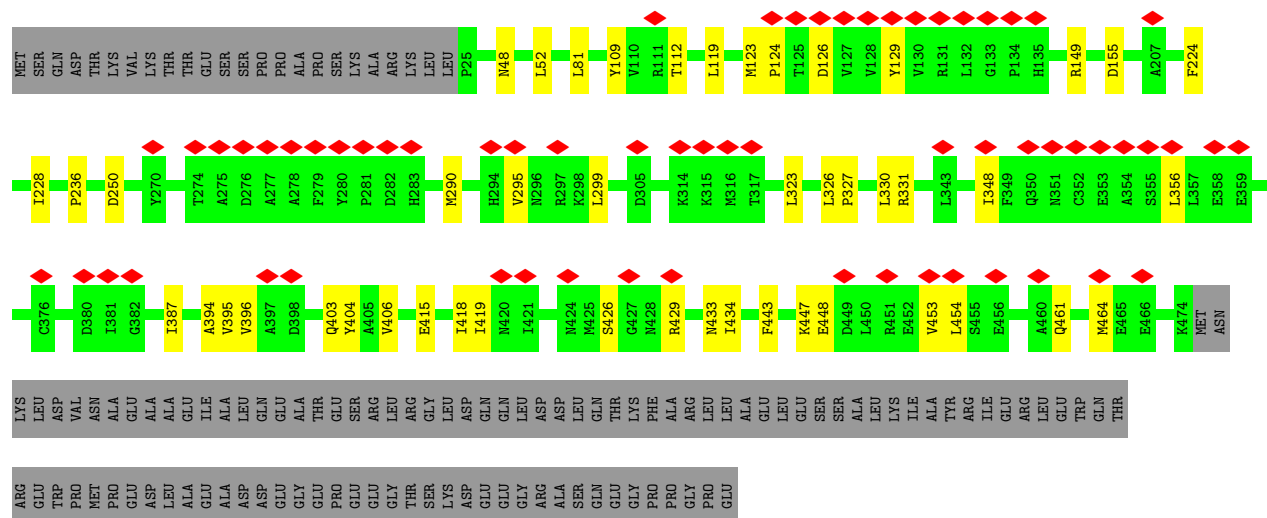 MET SER GLN ASP THR LYS VAL LYS THR THR GLU SER SER PRO PRO ALA PRO SER LYS ALA ARG LYS LEU LEU P25 N48 L52 L81 Y109 V110 R111 T112 L119 M123 P124 T125 D126 V127 V128 Y129 V130 R131 L132 G133 P134 H135 R149 D155 A207 F224
I228 P236 D250 Y270 T274 A275 D276 A277 A278 F279 Y280 P281 D282 H283 M290 H294 V295 N296 R297 K298 L299 D305 K314 K315 M316 T317 L323 L326 P327 L330 R331 L343 I348 F349 Q350 N351 C352 E353 A354 S355 L356 L357 E358 E359
C376 D380 I381 G382 I387 A394 V395 V396 A397 D398 Q403 Y404 A405 V406 E415 I418 I419 N420 I421 N424 M425 S426 G427 N428 R429 N433 I434 F443 K447 E448 D449 L450 R451 E452 V453 L454 S455 E456 A460 Q461 M464 E465 E466 K474 MET ASN
LYS LEU ASP VAL ASN ALA GLU ALA ALA GLU ILE ALA LEU GLN GLU ALA THR GLU SER ARG LEU ARG GLY LEU ASP GLN GLN LEU ASP ASP LEU GLN THR LYS PHE ALA ARG LEU LEU ALA GLU LEU GLU SER SER ALA LEU LYS ILE ALA TYR ARG ILE GLU ARG LEU GLU TRP GLN THR
ARG GLU TRP PRO MET PRO GLU ASP LEU ALA GLU ALA ASP ASP GLU GLY GLU PRO GLU GLU GLY THR SER LYS ASP GLU GLU GLY ARG ALA SER GLN GLU GLY PRO PRO GLY PRO GLU